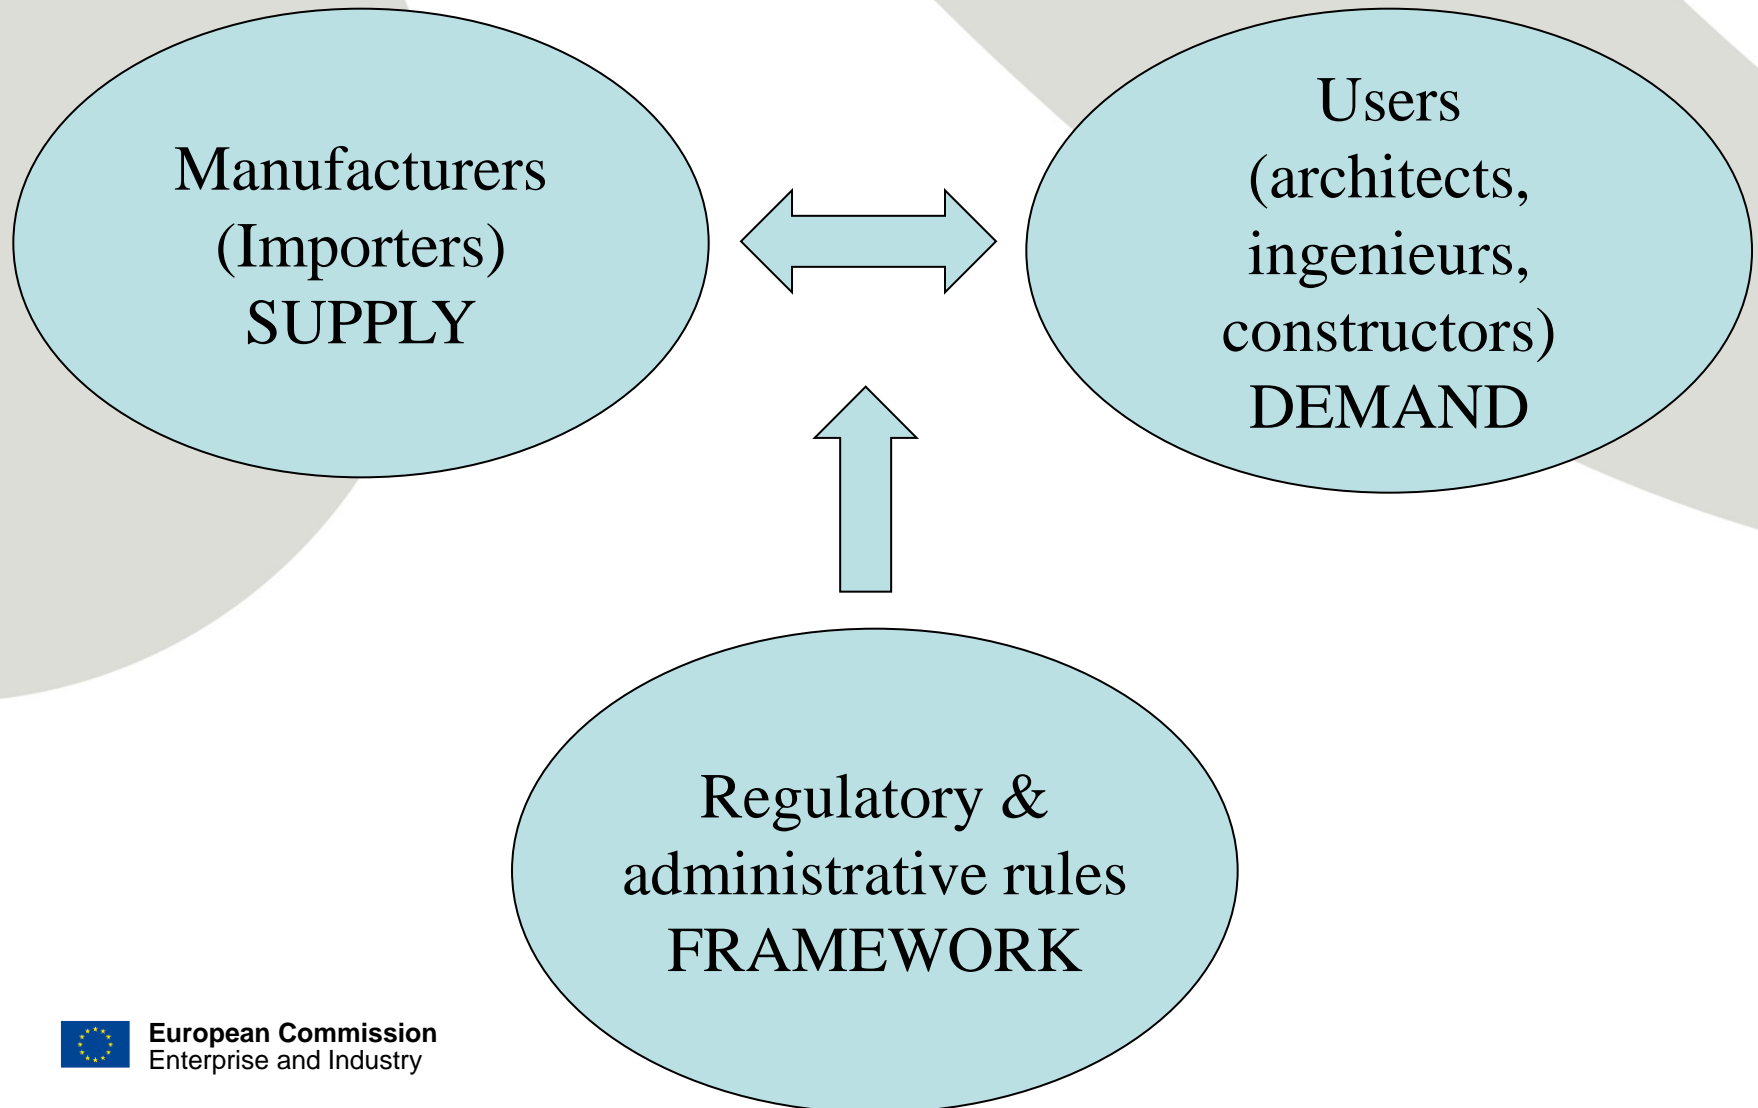 Manufacturers
(Importers)
SUPPLY
Users
(architects,
ingenieurs,
constructors)
DEMAND
Regulatory &
administrative rules
FRAMEWORK
European Commission
Enterprise and Industry